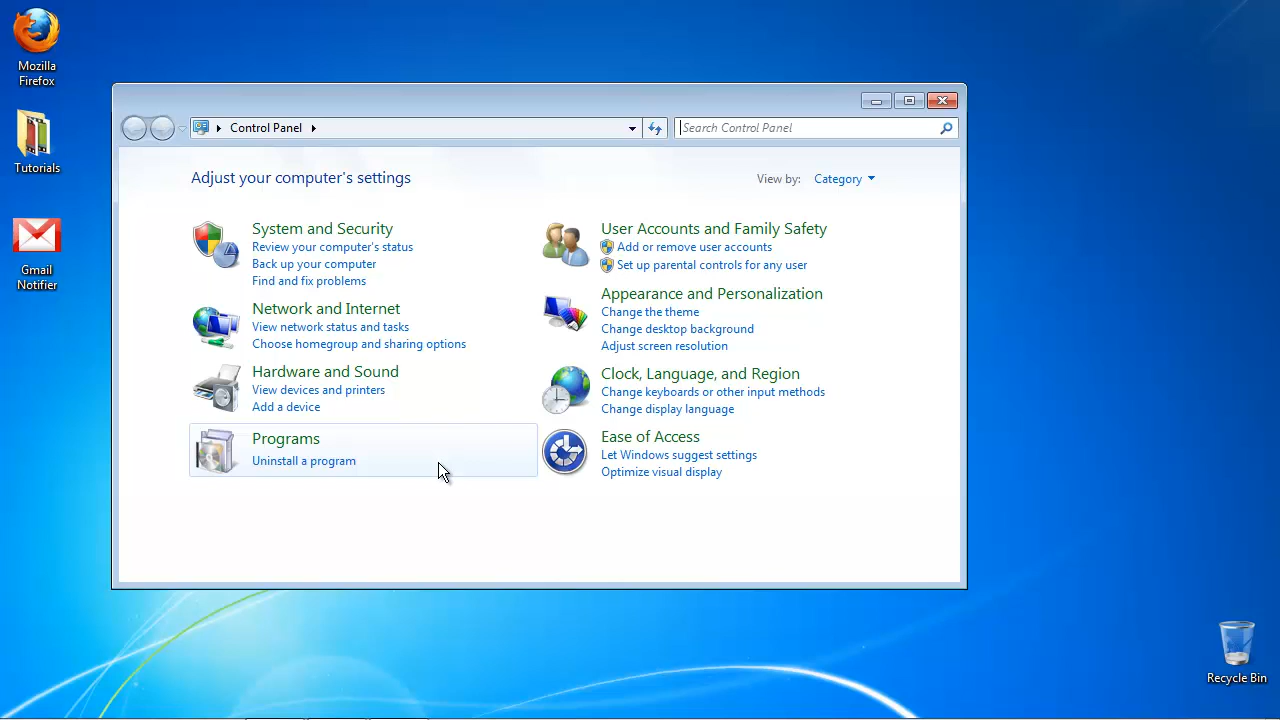 Mozilla
Firefox
Tutorials
Gmail
Notifier
Control Panel
Search Control Panel
Adjust your computer's settings
View by: Category
System and Security
Review your computer's status
Back up your computer
Find and fix problems
Network and Internet
View network status and tasks
Choose homegroup and sharing options
Hardware and Sound
View devices and printers
Add a device
Programs
Uninstall a program
User Accounts and Family Safety
Add or remove user accounts
Set up parental controls for any user
Appearance and Personalization
Change the theme
Change desktop background
Adjust screen resolution
Clock, Language, and Region
Change keyboards or other input methods
Change display language
Ease of Access
Let Windows suggest settings
Optimize visual display
Recycle Bin